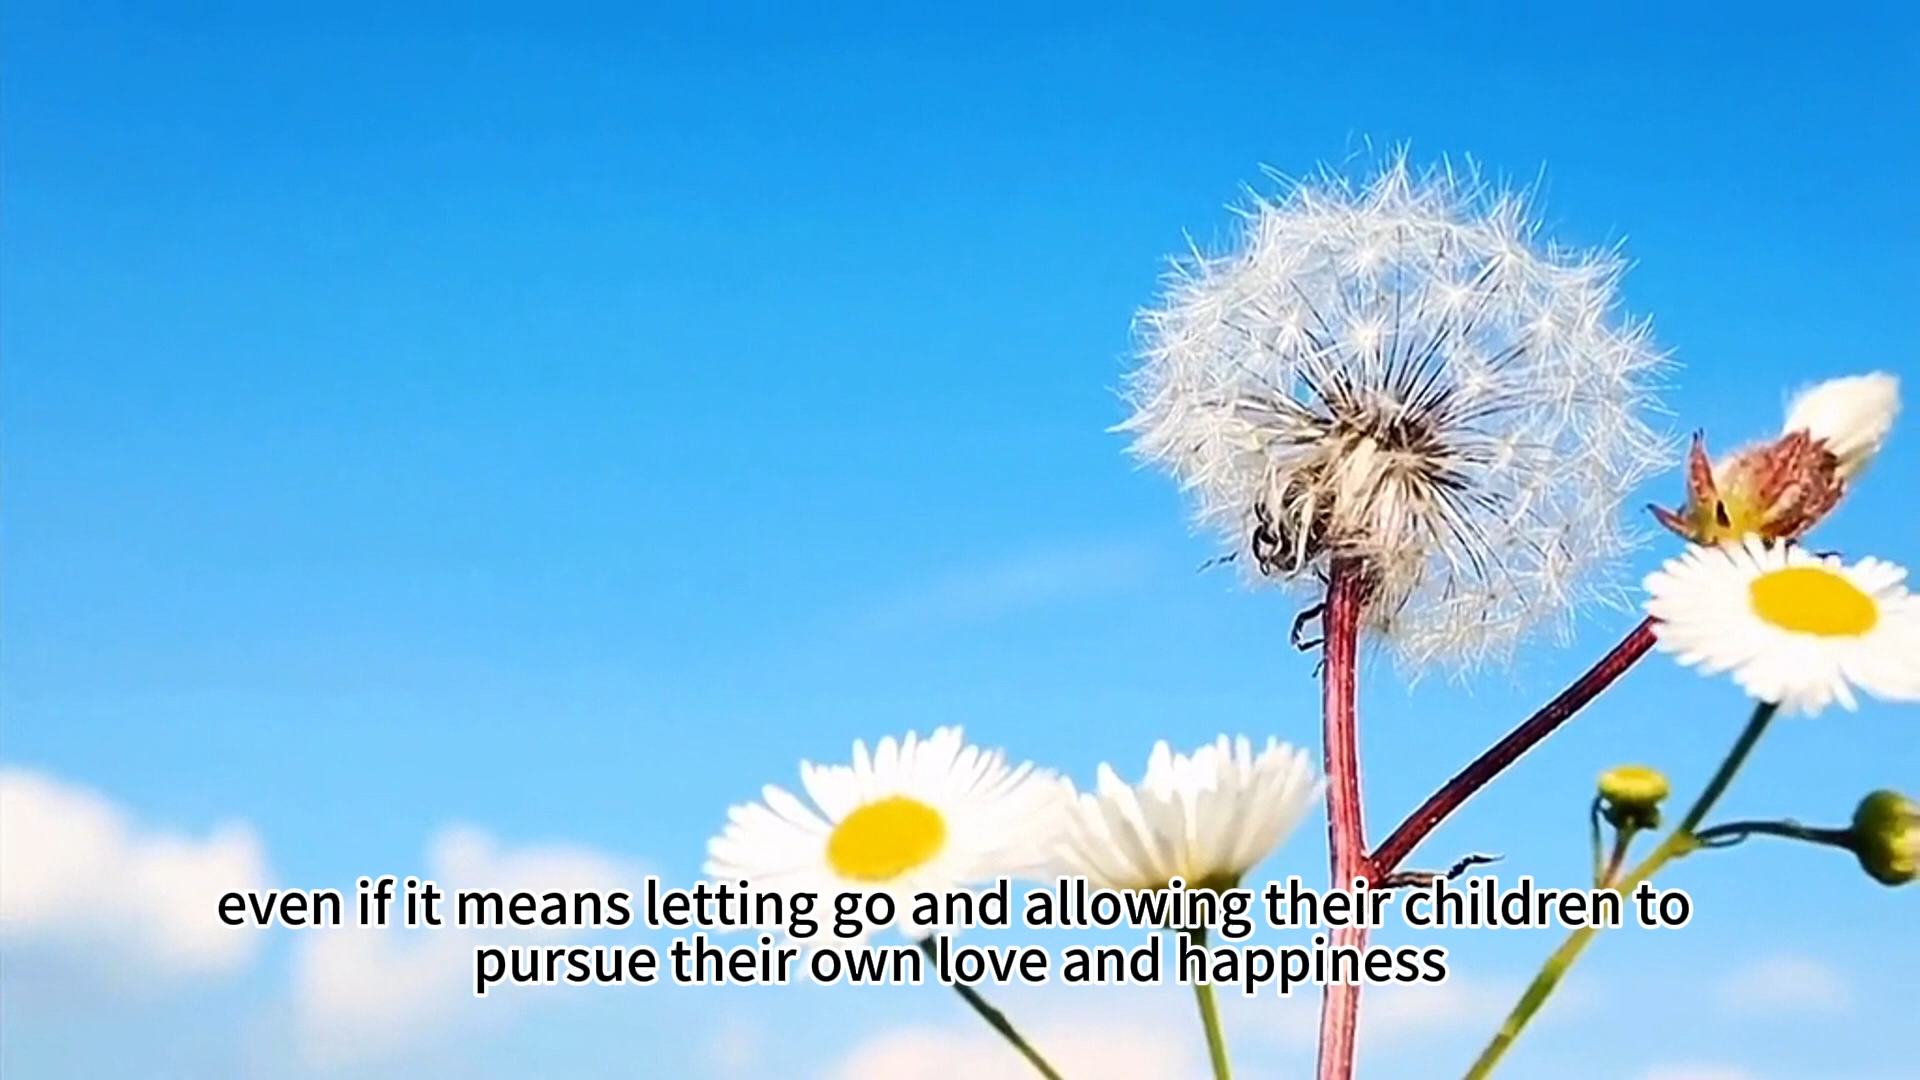 even if it means letting go and allowing their children to
pursue their own love and happiness